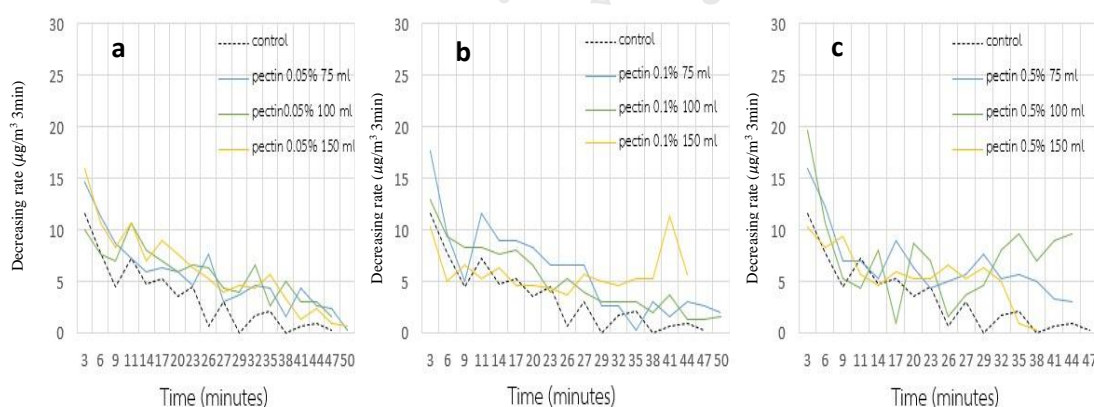 a
control
pectin 0.05% 75 ml
pectin0.05% 100 ml
pectin 0.05% 150 ml
30
25
20
15
10
5
0
Decreasing rate (µg/m³ 3min)
3 6 9 11 14 17 20 23 26 27 29 32 35 38 41 44 47 50
Time (minutes)
b
control
pectin 0.1% 75 ml
pectin 0.1% 100 ml
pectin 0.1% 150 ml
30
25
20
15
10
5
0
Decreasing rate (µg/m³ 3min)
3 6 9 11 14 17 20 23 26 27 29 32 35 38 41 44 47 50
Time (minutes)
c
control
pectin 0.5% 75 ml
pectin 0.5% 100 ml
pectin 0.5% 150 ml
30
25
20
15
10
5
0
Decreasing rate (µg/m³ 3min)
3 6 9 11 14 17 20 23 26 27 29 32 35 38 41 44 47
Time (minutes)